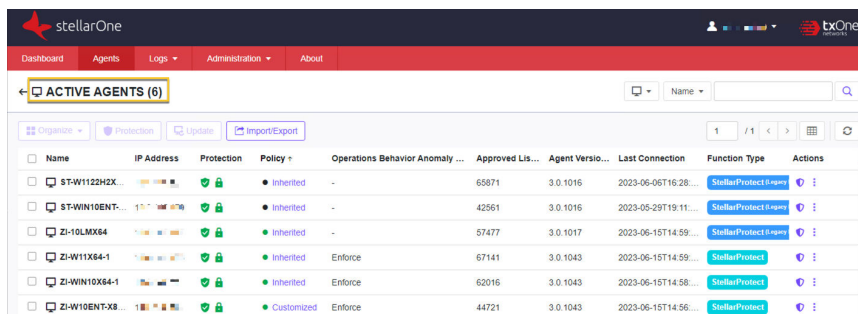 stellarOne
txOne
networks
Dashboard Agents Logs Administration About
ACTIVE AGENTS (6)
Name
Organize Protection Update Import/Export
1 / 1
Name IP Address Protection Policy ↑ Operations Behavior Anomaly ... Approved Lis... Agent Versio... Last Connection Function Type Actions
ST-W1122H2X... Inherited - 65871 3.0.1016 2023-06-06T16:28:... StellarProtect (Legacy
ST-WIN10ENT-... Inherited - 42561 3.0.1016 2023-05-29T19:11:... StellarProtect (Legacy
ZI-10LMX64 Inherited - 57477 3.0.1017 2023-06-15T14:59:... StellarProtect (Legacy
ZI-W11X64-1 Inherited Enforce 67141 3.0.1043 2023-06-15T14:59:... StellarProtect
ZI-WIN10X64-1 Inherited Enforce 62016 3.0.1043 2023-06-15T14:58:... StellarProtect
ZI-W10ENT-X8... Customized Enforce 44721 3.0.1043 2023-06-15T14:56:... StellarProtect